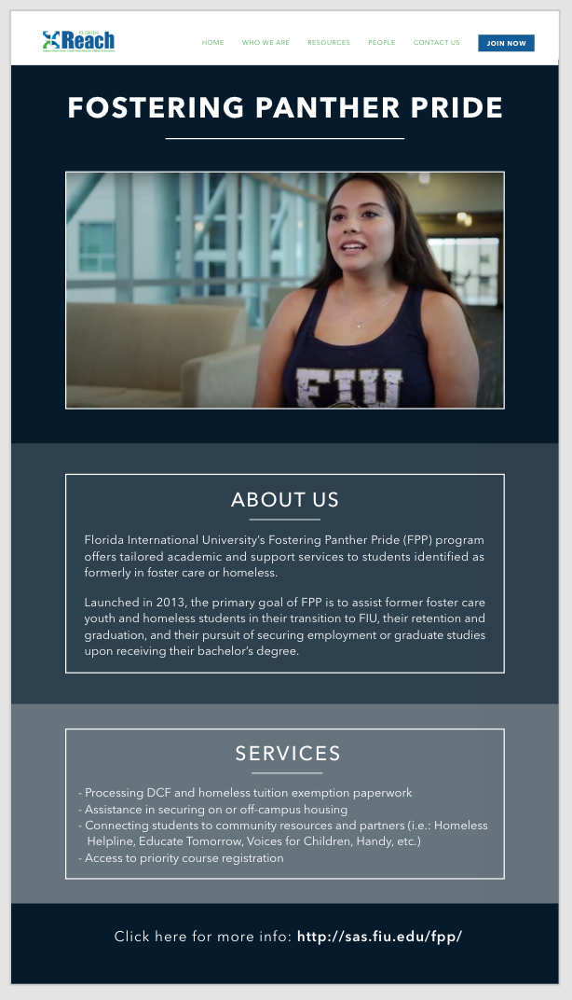 FLORIDA
Reach
HOME WHO WE ARE RESOURCES PEOPLE CONTACT US JOIN NOW
FOSTERING PANTHER PRIDE
FIU
ABOUT US
Florida International University's Fostering Panther Pride (FPP) program
offers tailored academic and support services to students identified as
formerly in foster care or homeless.
Launched in 2013, the primary goal of FPP is to assist former foster care
youth and homeless students in their transition to FIU, their retention and
graduation, and their pursuit of securing employment or graduate studies
upon receiving their bachelor's degree.
SERVICES
- Processing DCF and homeless tuition exemption paperwork
- Assistance in securing on or off-campus housing
- Connecting students to community resources and partners (i.e.: Homeless
Helpline, Educate Tomorrow, Voices for Children, Handy, etc.)
- Access to priority course registration
Click here for more info: http://sas.fiu.edu/fpp/